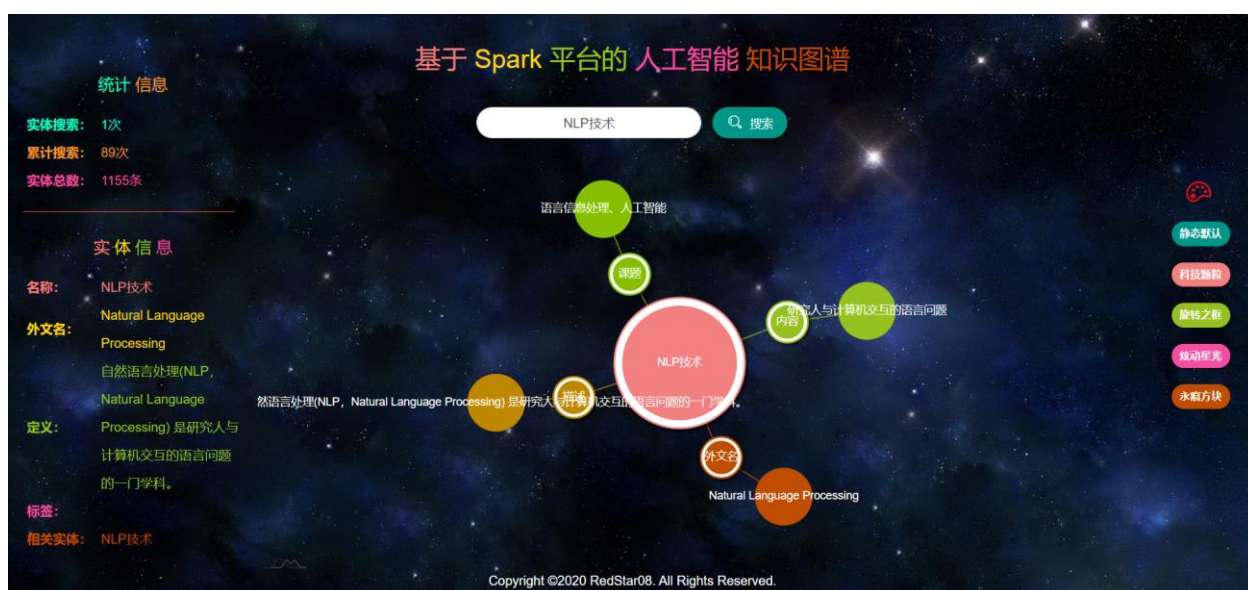 基于 Spark 平台的 人工智能 知识图谱
NLP技术
搜索
统计 信息
实体搜索: 1次
累计搜索: 89次
实体总数: 1155条
实 体 信 息
名称: NLP技术
外文名: Natural Language
Processing
定义: 自然语言处理(NLP,
Natural Language
Processing) 是研究人与
计算机交互的语言问题
的一门学科。
标签:
相关实体: NLP技术
语言信息处理、人工智能
课题
研究人与计算机交互的语言问题
内容
NLP技术
描述
然语言处理(NLP, Natural Language Processing) 是研究人与计算机交互的语言问题的一门学科。
外文名
Natural Language Processing
静态默认
科技颗粒
旋转之框
炫动星光
永痕方块
Copyright ©2020 RedStar08. All Rights Reserved.